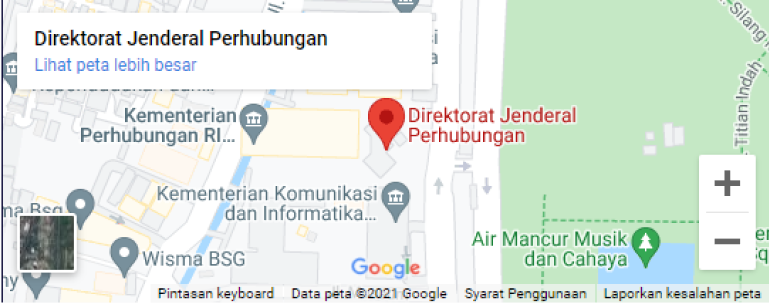 Direktorat Jenderal Perhubungan
Lihat peta lebih besar
Silang
Titian Indah
Kementerian
Perhubungan RI...
Direktorat Jenderal
Perhubungan
Kementerian Komunikasi
dan Informatika...
Wisma BSG
Air Mancur Musik
dan Cahaya
Google
Pintasan keyboard
Data peta ©2021 Google
Syarat Penggunaan
Laporkan kesalahan peta